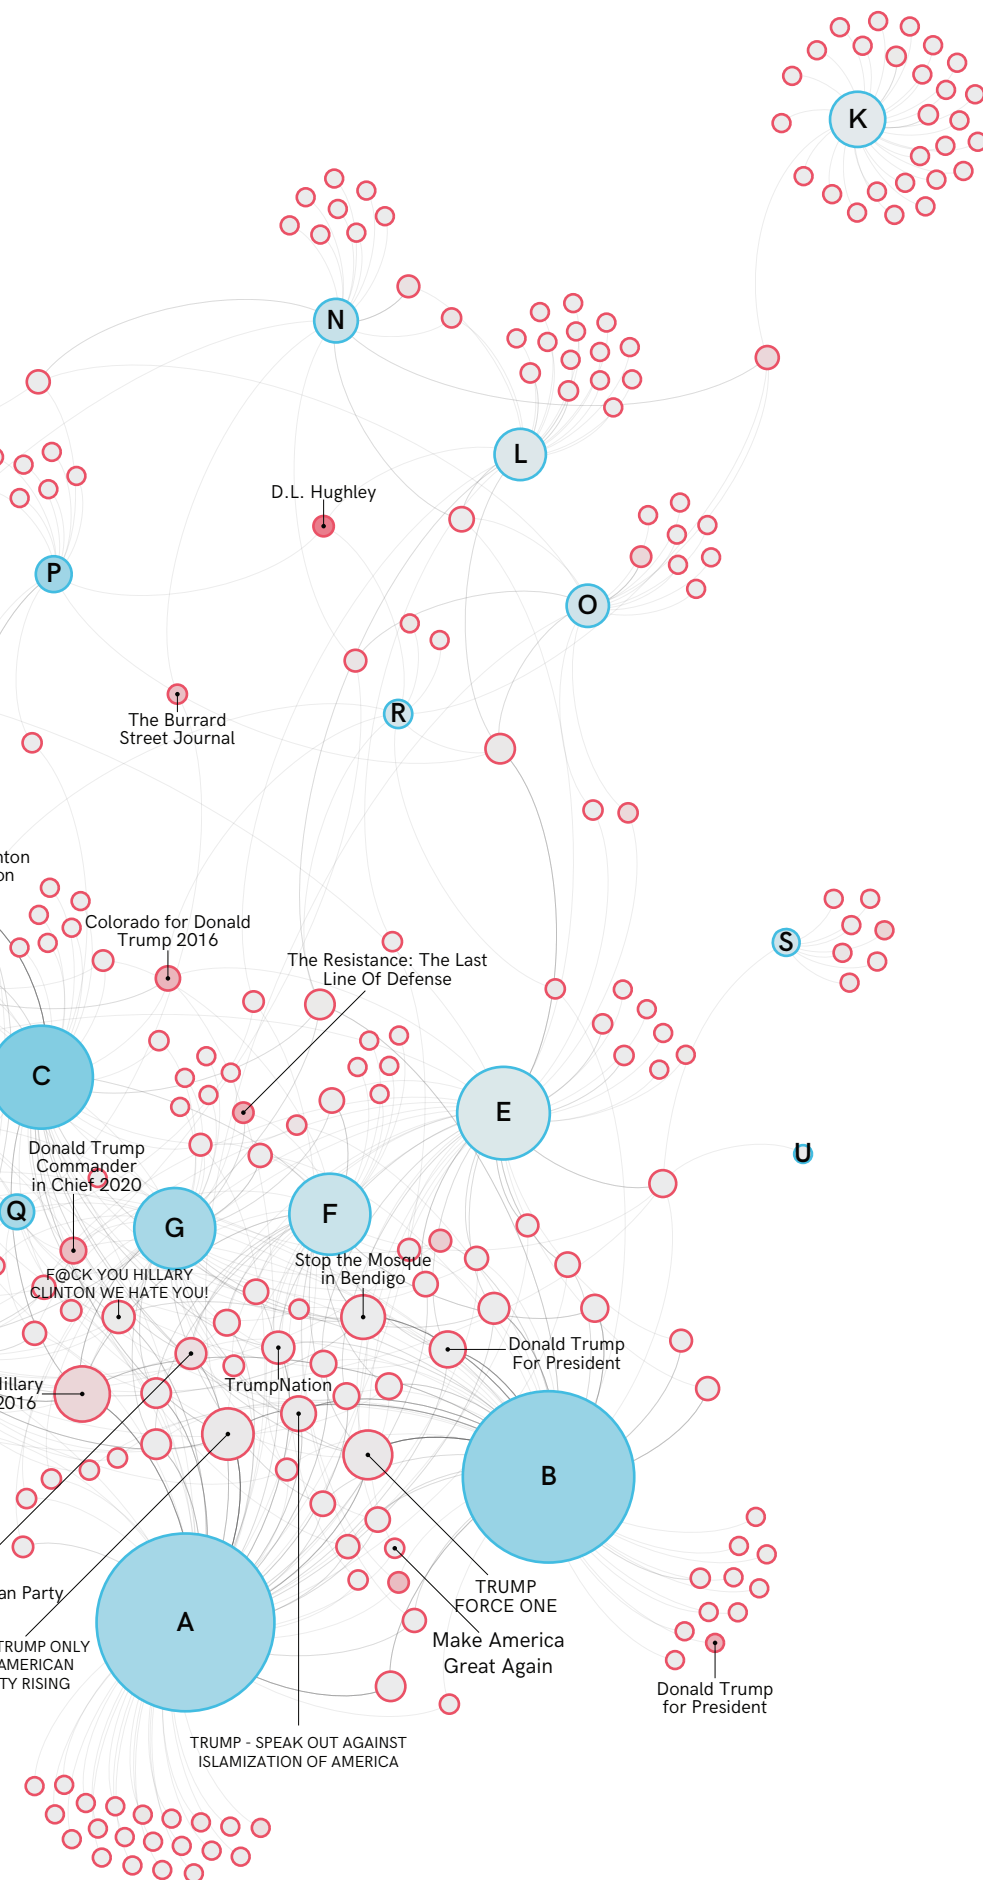 K
N
L
D.L. Hughley
P
O
R
The Burrard
Street Journal
nton
on
Colorado for Donald
Trump 2016
S
The Resistance: The Last
Line Of Defense
C
E
Donald Trump
Commander
in Chief 2020
U
Q
G
F
Stop the Mosque
in Bendigo
F@CK YOU HILLARY
CLINTON WE HATE YOU!
Donald Trump
For President
Hillary
2016
TrumpNation
B
an Party
A
TRUMP
FORCE ONE
TRUMP ONLY
AMERICAN
TY RISING
Make America
Great Again
Donald Trump
for President
TRUMP - SPEAK OUT AGAINST
ISLAMIZATION OF AMERICA